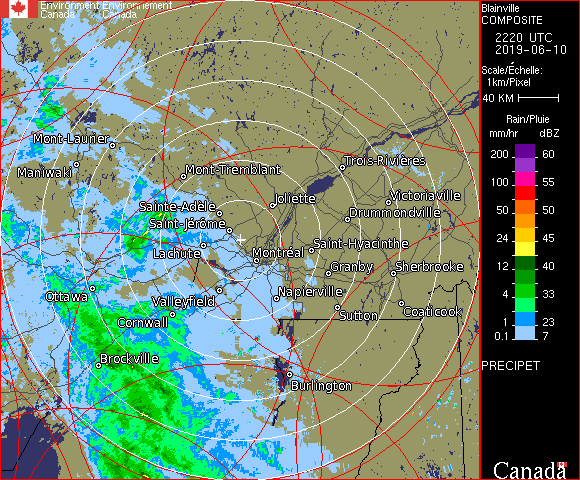 Environment Environnement
Canada Canada
Blainville
COMPOSITE
2220 UTC
2019-06-10
Scale/Échelle:
1km/Pixel
40 KM
Rain/Pluie
mm/hr dBZ
200 60
100 55
50 50
24 45
12 40
8 36
4 33
1 23
0.1 7
PRECIPET
Canada
Mont-Laurier
Maniwaki
Mont-Tremblant
Trois-Rivières
Joliette
Victoriaville
Sainte-Adèle
Drummondville
Saint-Jérôme
Lachute
Montréal
Saint-Hyacinthe
Granby
Sherbrooke
Ottawa
Valleyfield
Napierville
Cornwall
Sutton
Coaticook
Brockville
Burlington